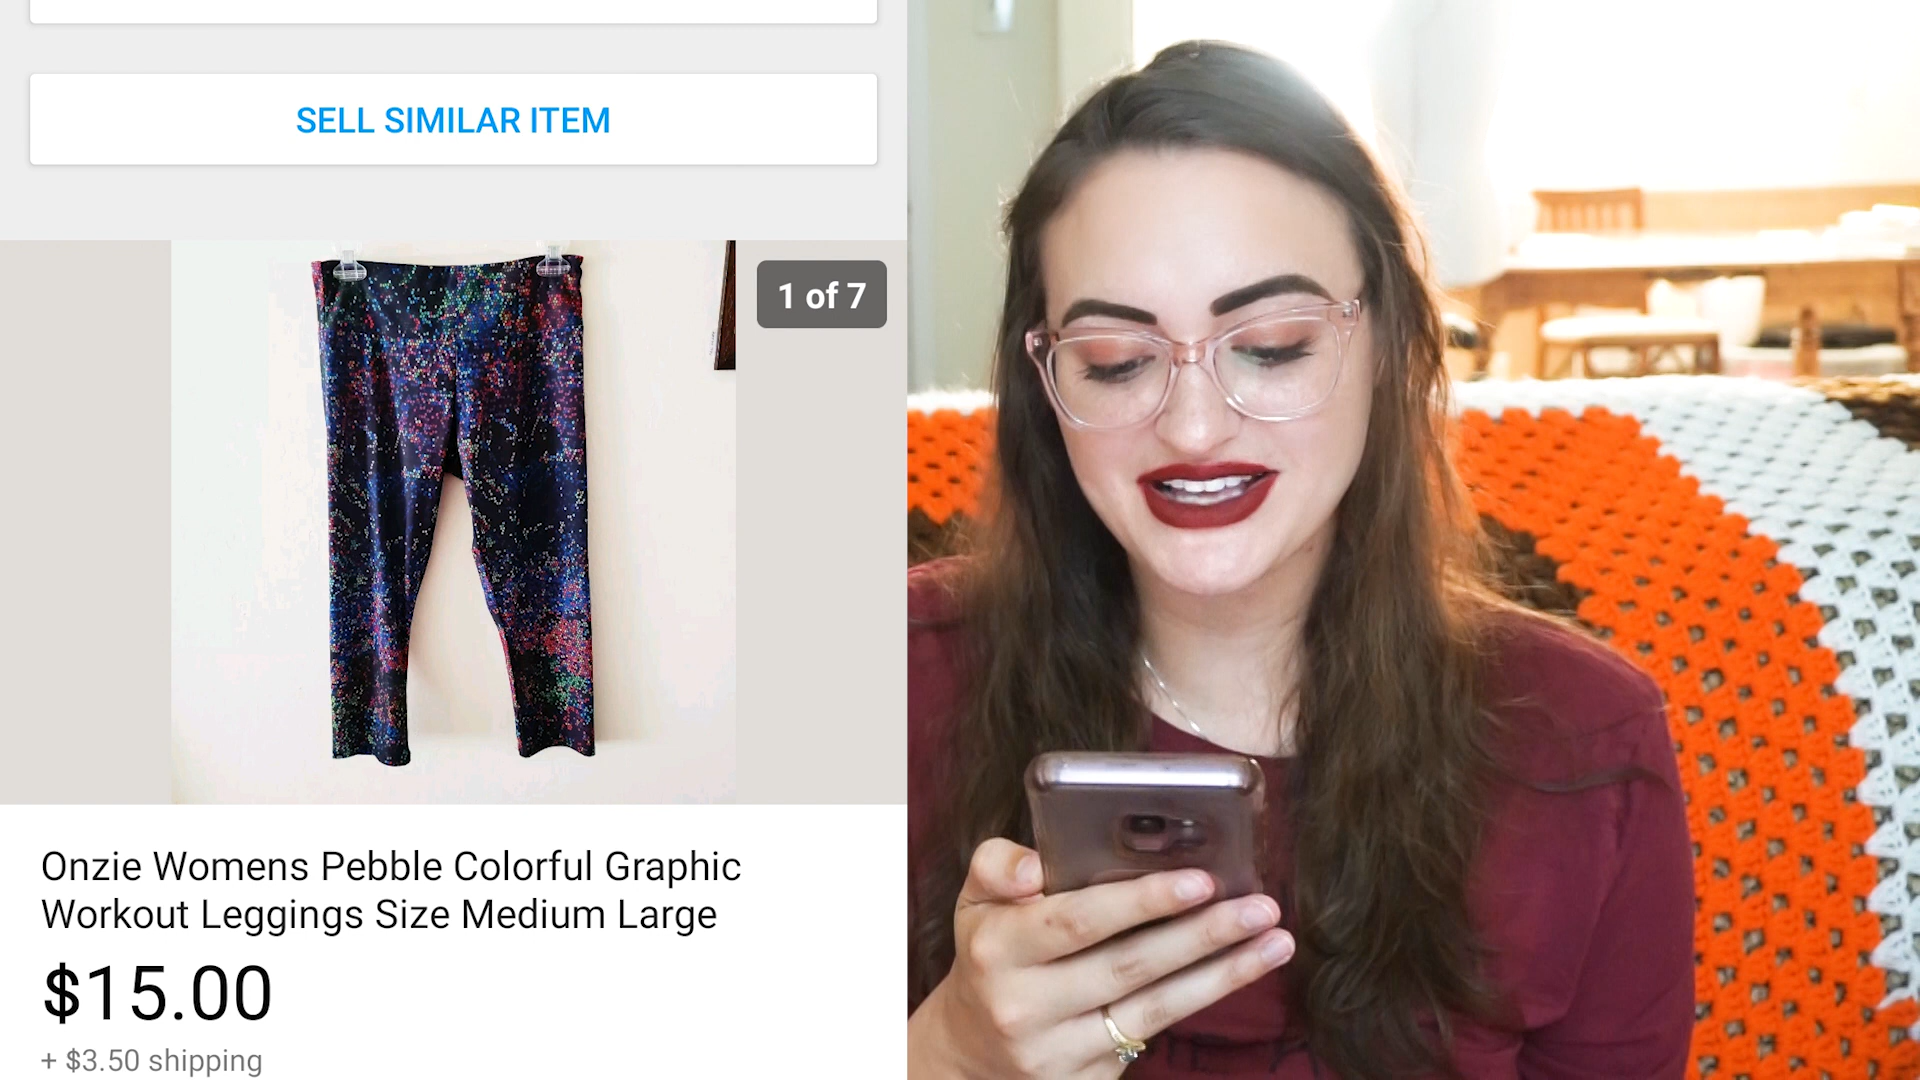 SELL SIMILAR ITEM
1 of 7
Onzie Womens Pebble Colorful Graphic
Workout Leggings Size Medium Large
$15.00
+ $3.50 shipping